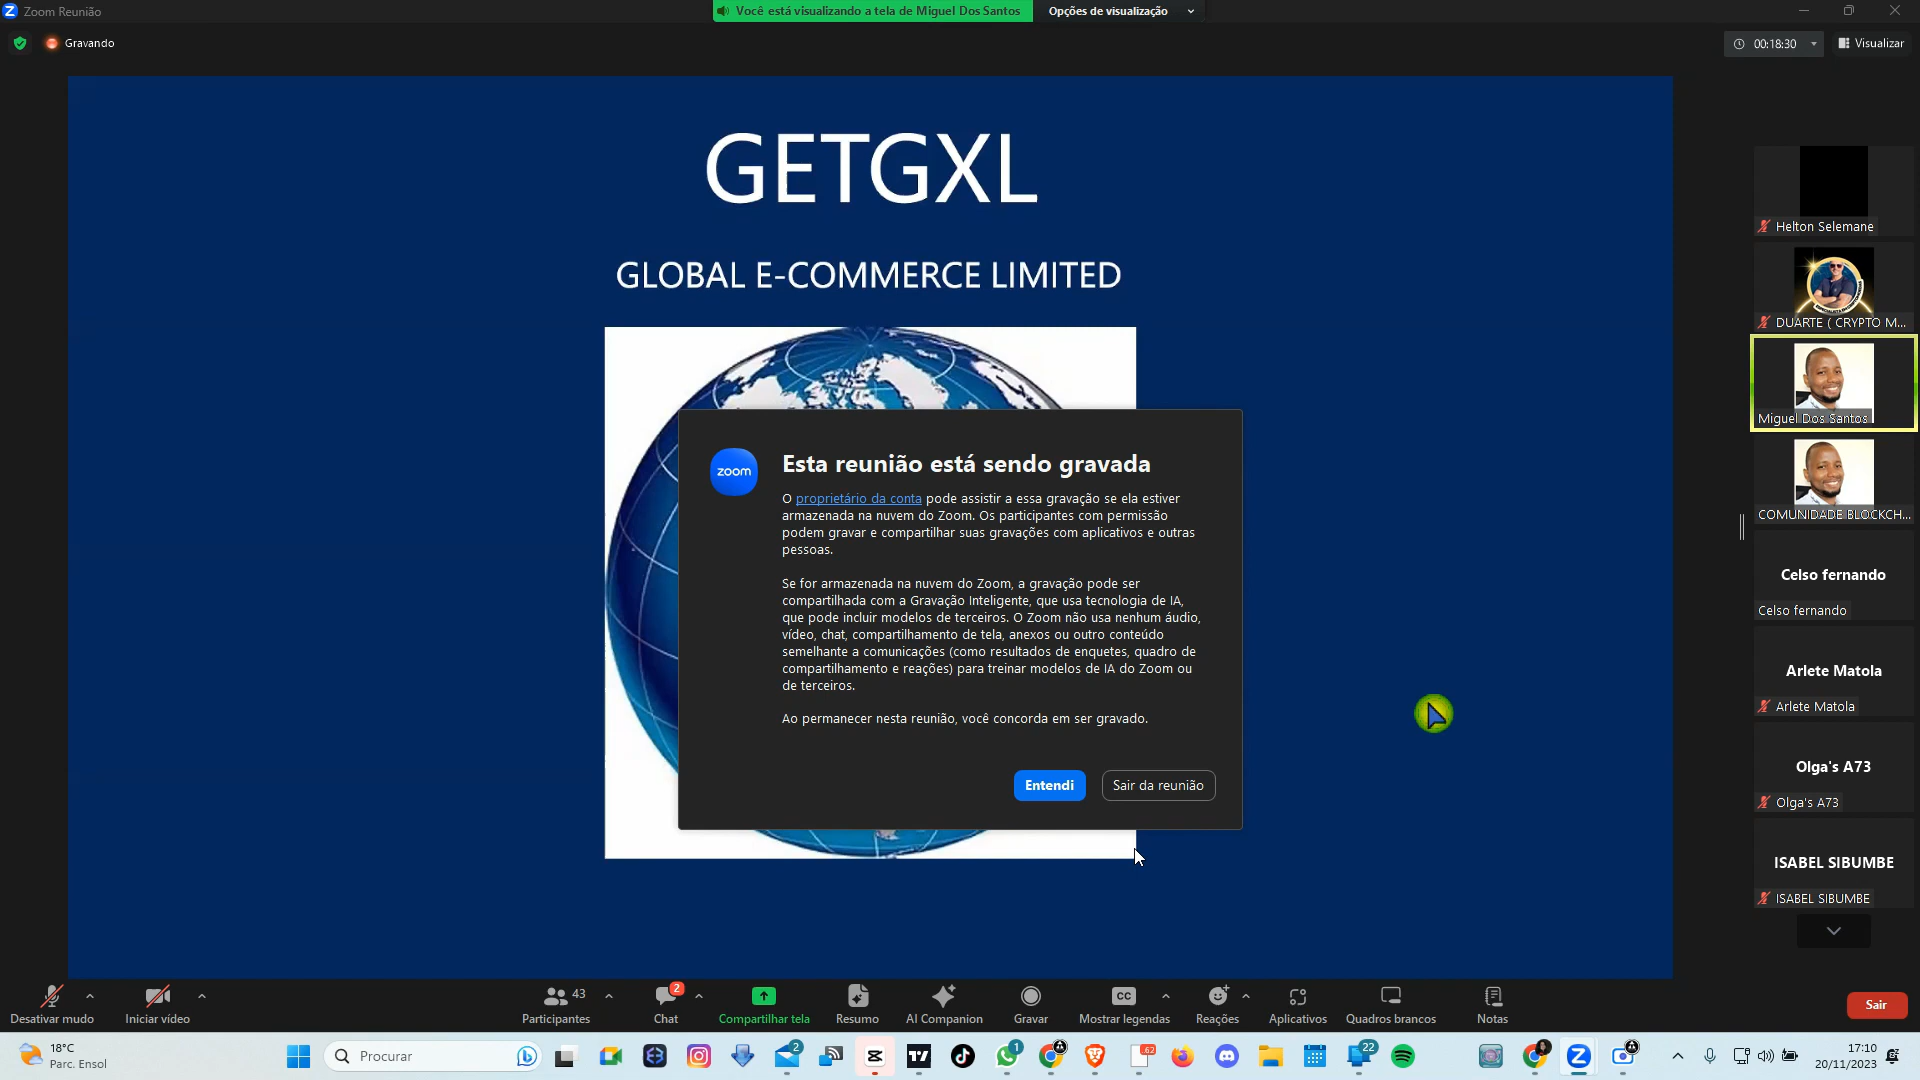 Zoom Reunião
Você está visualizando a tela de Miguel Dos Santos
Opções de visualização
Gravando
00:18:30
Visualizar
GETGXL
GLOBAL E-COMMERCE LIMITED
zoom
Esta reunião está sendo gravada
O proprietário da conta pode assistir a essa gravação se ela estiver
armazenada na nuvem do Zoom. Os participantes com permissão
podem gravar e compartilhar suas gravações com aplicativos e outras
pessoas.
Se for armazenada na nuvem do Zoom, a gravação pode ser
compartilhada com a Gravação Inteligente, que usa tecnologia de IA,
que pode incluir modelos de terceiros. O Zoom não usa nenhum áudio,
vídeo, chat, compartilhamento de tela, anexos ou outro conteúdo
semelhante a comunicações (como resultados de enquetes, quadro de
compartilhamento e reações) para treinar modelos de IA do Zoom ou
de terceiros.
Ao permanecer nesta reunião, você concorda em ser gravado.
Entendi
Sair da reunião
Helton Selemane
DUARTE ( CRYPTO M...
Miguel Dos Santos
COMUNIDADE BLOCKCH...
Celso fernando
Celso fernando
Arlete Matola
Arlete Matola
Olga's A73
Olga's A73
ISABEL SIBUMBE
ISABEL SIBUMBE
Desativar mudo
Iniciar vídeo
43
Participantes
2
Chat
Compartilhar tela
Resumo
AI Companion
Gravar
CC
Mostrar legendas
Reações
Aplicativos
Quadros brancos
Notas
Sair
18°C
Parc. Ensol
Procurar
2
1
62
22
17:10
20/11/2023